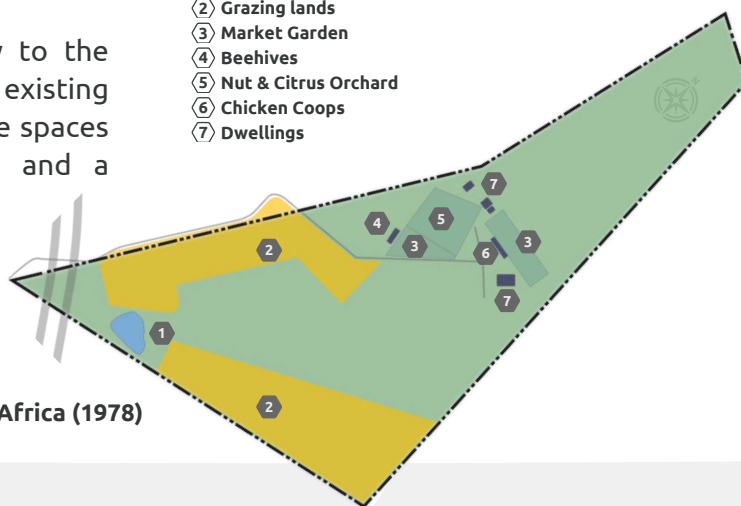 ② Grazing lands
to the
③ Market Garden
④ Beehives
existing
⑤ Nut & Citrus Orchard
spaces
⑥ Chicken Coops
⑦ Dwellings
and a
7
5
4
3
3
2
6
7
1
2
Africa (1978)